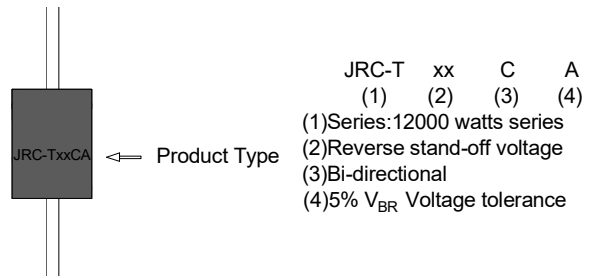 JRC-TxxCA
Product Type
JRC-T xx C A
(1) (2) (3) (4)
(1)Series:12000 watts series
(2)Reverse stand-off voltage
(3)Bi-directional
(4)5% VBR Voltage tolerance